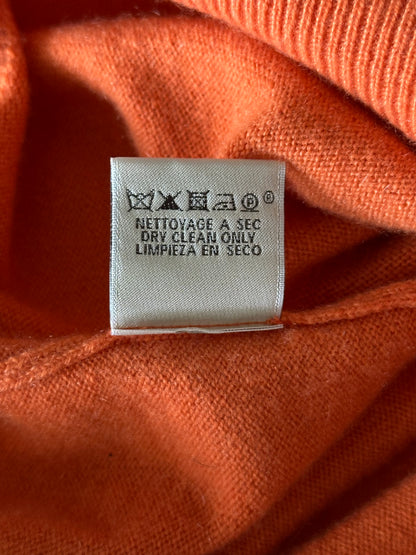 NETTOYAGE A SEC
DRY CLEAN ONLY
LIMPIEZA EN SECO